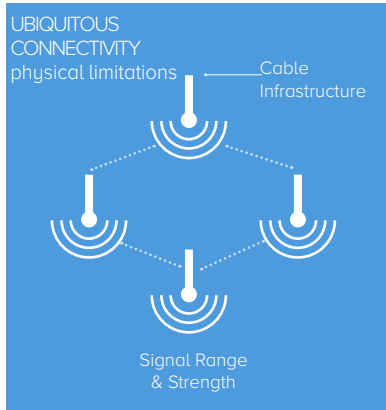 UBIQUITOUS
CONNECTIVITY
physical limitations
Cable
Infrastructure
Signal Range
& Strength